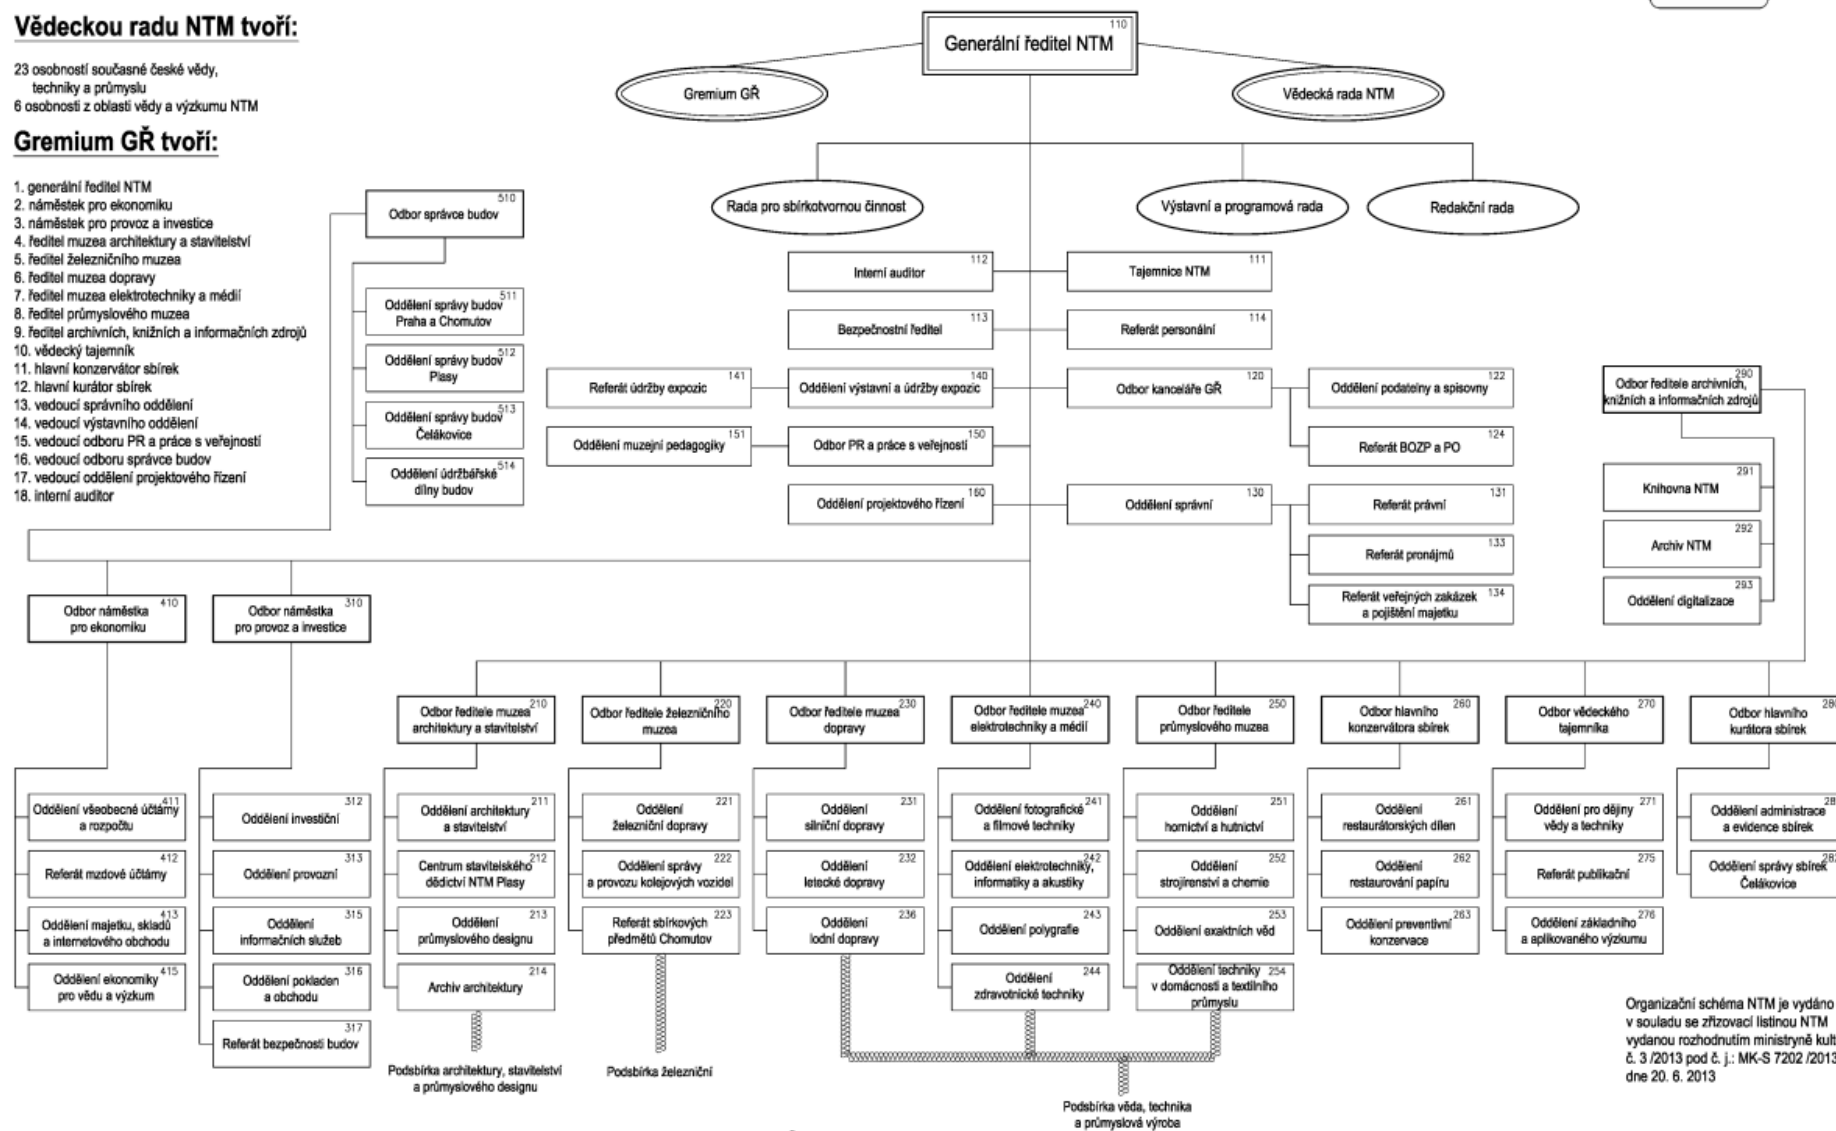 Vědeckou radu NTM tvoří:
23 osobností současné české vědy,
techniky a průmyslu
6 osobnosti z oblasti vědy a výzkumu NTM
Gremium GŘ tvoří:
1. generální ředitel NTM
2. náměstek pro ekonomiku
3. náměstek pro provoz a investice
4. ředitel muzea architektury a stavitelství
5. ředitel železničního muzea
6. ředitel muzea dopravy
7. ředitel muzea elektrotechniky a médií
8. ředitel průmyslového muzea
9. ředitel archivních, knižních a informačních zdrojů
10. vědecký tajemník
11. hlavní konzervátor sbírek
12. hlavní kurátor sbírek
13. vedoucí správního oddělení
14. vedoucí výstavního oddělení
15. vedoucí odboru PR a práce s veřejností
16. vedoucí odboru správce budov
17. vedoucí oddělení projektového řízení
18. interní auditor
110
Generální ředitel NTM
Gremium GŘ
Vědecká rada NTM
Rada pro sbírkotvornou činnost
Výstavní a programová rada
Redakční rada
510
Odbor správce budov
511
Oddělení správy budov
Praha a Chomutov
512
Oddělení správy budov
Plasy
513
Oddělení správy budov
Čelákovice
514
Oddělení údržbářské
dílny budov
112
Interní auditor
111
Tajemnice NTM
113
Bezpečnostní ředitel
114
Referát personální
141
Referát údržby expozic
140
Oddělení výstavní a údržby expozic
120
Odbor kanceláře GŘ
122
Oddělení podatelny a spisovny
151
Oddělení muzejní pedagogiky
150
Odbor PR a práce s veřejností
124
Referát BOZP a PO
160
Oddělení projektového řízení
130
Oddělení správní
131
Referát právní
133
Referát pronájmů
134
Referát veřejných zakázek
a pojištění majetku
290
Odbor ředitele archivních,
knižních a informačních zdrojů
291
Knihovna NTM
292
Archiv NTM
293
Oddělení digitalizace
410
Odbor náměstka
pro ekonomiku
310
Odbor náměstka
pro provoz a investice
210
Odbor ředitele muzea
architektury a stavitelství
220
Odbor ředitele železničního
muzea
230
Odbor ředitele muzea
dopravy
240
Odbor ředitele muzea
elektrotechniky a médií
250
Odbor ředitele
průmyslového muzea
260
Odbor hlavního
konzervátora sbírek
270
Odbor vědeckého
tajemníka
Odbor hlavního
kurátora sbírek
411
Oddělení všeobecné účtárny
a rozpočtu
412
Referát mzdové účtárny
413
Oddělení majetku, skladů
a internetového obchodu
415
Oddělení ekonomiky
pro vědu a výzkum
312
Oddělení investiční
313
Oddělení provozní
315
Oddělení
informačních služeb
316
Oddělení pokladen
a obchodu
317
Referát bezpečnosti budov
211
Oddělení architektury
a stavitelství
212
Centrum stavitelského
dědictví NTM Plasy
213
Oddělení
průmyslového designu
214
Archiv architektury
Podsbírka architektury, stavitelství
a průmyslového designu
221
Oddělení
železniční dopravy
222
Oddělení správy
a provozu kolejových vozidel
223
Referát sbírkových
předmětů Chomutov
Podsbírka železniční
231
Oddělení
silniční dopravy
232
Oddělení
letecké dopravy
236
Oddělení
lodní dopravy
241
Oddělení fotografické
a filmové techniky
242
Oddělení elektrotechniky,
informatiky a akustiky
243
Oddělení polygrafie
244
Oddělení
zdravotnické techniky
251
Oddělení
hornictví a hutnictví
252
Oddělení
strojírenství a chemie
253
Oddělení exaktních věd
254
Oddělení techniky
v domácnosti a textilního
průmyslu
Podsbírka věda, technika
a průmyslová výroba
261
Oddělení
restaurátorských dílen
262
Oddělení
restaurování papíru
263
Oddělení preventivní
konzervace
271
Oddělení pro dějiny
vědy a techniky
275
Referát publikační
276
Oddělení základního
a aplikovaného výzkumu
Oddělení administrace
a evidence sbírek
Oddělení správy sbírek
Čelákovice
Organizační schéma NTM je vydáno
v souladu se zřizovací listinou NTM
vydanou rozhodnutím ministryně kult
č. 3 /2013 pod č. j.: MK-S 7202 /2013
dne 20. 6. 2013